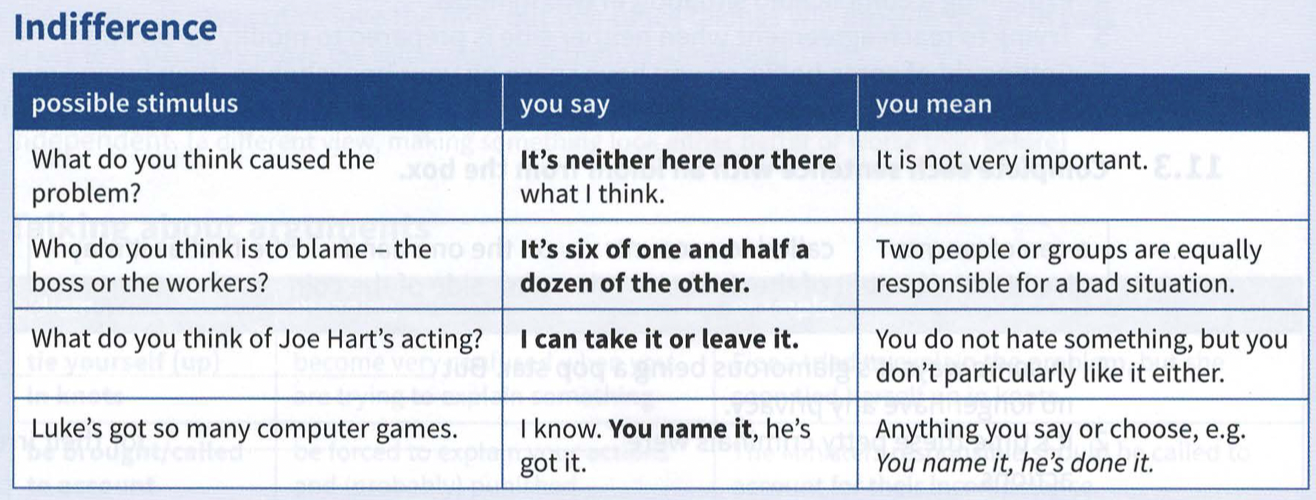 Indifference
possible stimulus you say you mean
What do you think caused the
problem?
It's neither here nor there
what I think.
It is not very important.
Who do you think is to blame – the
boss or the workers?
It's six of one and half a
dozen of the other.
Two people or groups are equally
responsible for a bad situation.
What do you think of Joe Hart's acting?
I can take it or leave it.
You do not hate something, but you
don't particularly like it either.
Luke's got so many computer games.
I know. You name it, he's
got it.
Anything you say or choose, e.g.
You name it, he's done it.